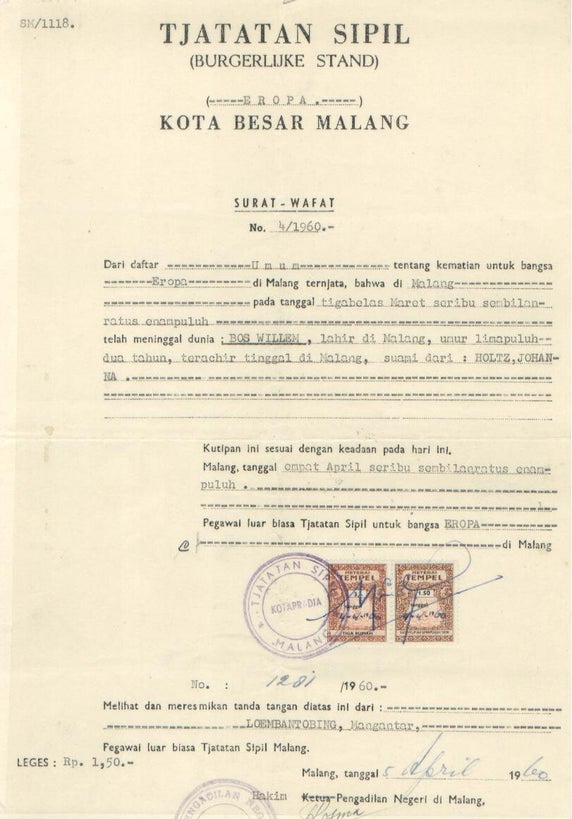 SM/1118.
TJATATAN SIPIL
(BURGERLIJKE STAND)
(-----E R O P A .-----)
KOTA BESAR MALANG
SURAT-WAFAT
No. 4/1960.-
Dari daftar ------------U m u m------------ tentang kematian untuk bangsa
-------Eropa--------- di Malang ternjata, bahwa di Malang------
------------------ pada tanggal tigabelas Maret seribu sembilan-
ratus enampuluh ------------------
telah meninggal dunia : BOS WILLEM , lahir di Malang, umur limapuluh--
dua tahun, terachir tinggal di Malang, suami dari : HOLTZ,JOHAN-
NA .------------------
Kutipan ini sesuai dengan keadaan pada hari ini.
Malang, tanggal empat April seribu sembilanratus enam-
puluh .------------------
Pegawai luar biasa Tjatatan Sipil untuk bangsa EROPA---------
------------------ di Malang
TJATATAN SIPIL
KOTAPRADJA
MALANG
METERAI TEMPEL
TIGA RUPIAH
METERAI TEMPEL
1.50
No. : 1281 /1960.-
Melihat dan meresmikan tanda tangan diatas ini dari :---------
-----------LOEMBANTOBING, Mangantar,------------
Pegawai luar biasa Tjatatan Sipil Malang.
LEGES : Rp. 1,50.-
Malang, tanggal 5 April 1960
Hakim Ketua Pengadilan Negeri di Malang,